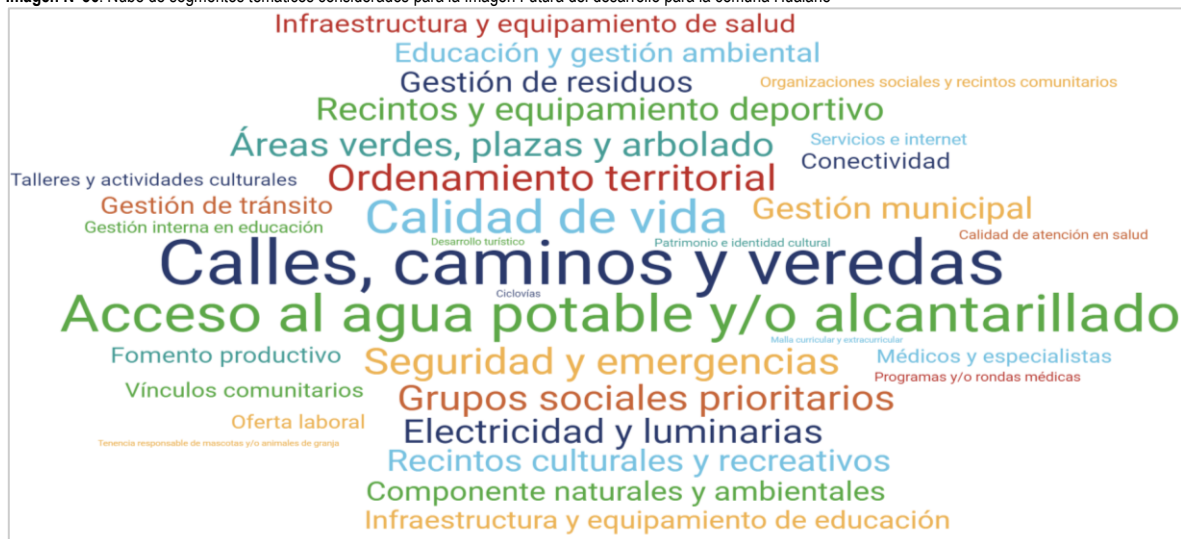 Infraestructura y equipamiento de salud
Educación y gestión ambiental
Gestión de residuos
Organizaciones sociales y recintos comunitarios
Recintos y equipamiento deportivo
Áreas verdes, plazas y arbolado
Servicios e internet
Conectividad
Talleres y actividades culturales
Ordenamiento territorial
Gestión de tránsito
Calidad de vida
Gestión municipal
Gestión interna en educación
Calidad de atención en salud
Desarrollo turístico
Patrimonio e identidad cultural
Calles, caminos y veredas
Ciclovías
Acceso al agua potable y/o alcantarillado
Malla curricular y extracurricular
Fomento productivo
Seguridad y emergencias
Médicos y especialistas
Programas y/o rondas médicas
Vínculos comunitarios
Grupos sociales prioritarios
Oferta laboral
Electricidad y luminarias
Tenencia responsable de mascotas y/o animales de granja
Recintos culturales y recreativos
Componente naturales y ambientales
Infraestructura y equipamiento de educación